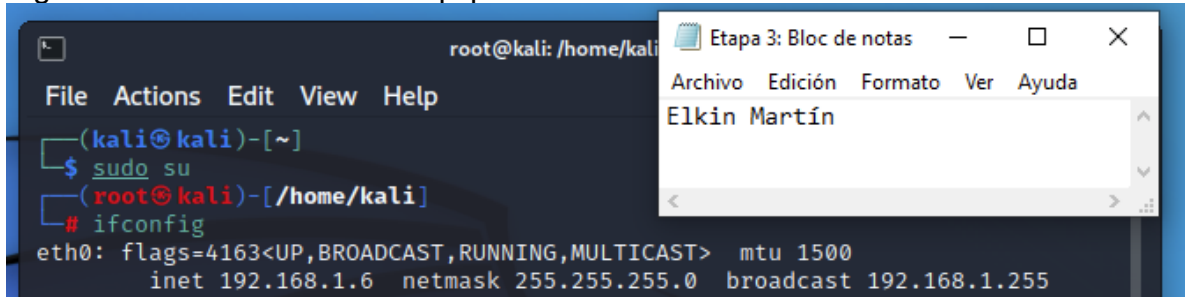 root@kali: /home/kali
File Actions Edit View Help
(kali㉿kali)-[~]
$ sudo su
(root㉿kali)-[/home/kali]
# ifconfig
eth0: flags=4163<UP,BROADCAST,RUNNING,MULTICAST> mtu 1500
inet 192.168.1.6 netmask 255.255.255.0 broadcast 192.168.1.255
Etapa 3: Bloc de notas
Archivo Edición Formato Ver Ayuda
Elkin Martín